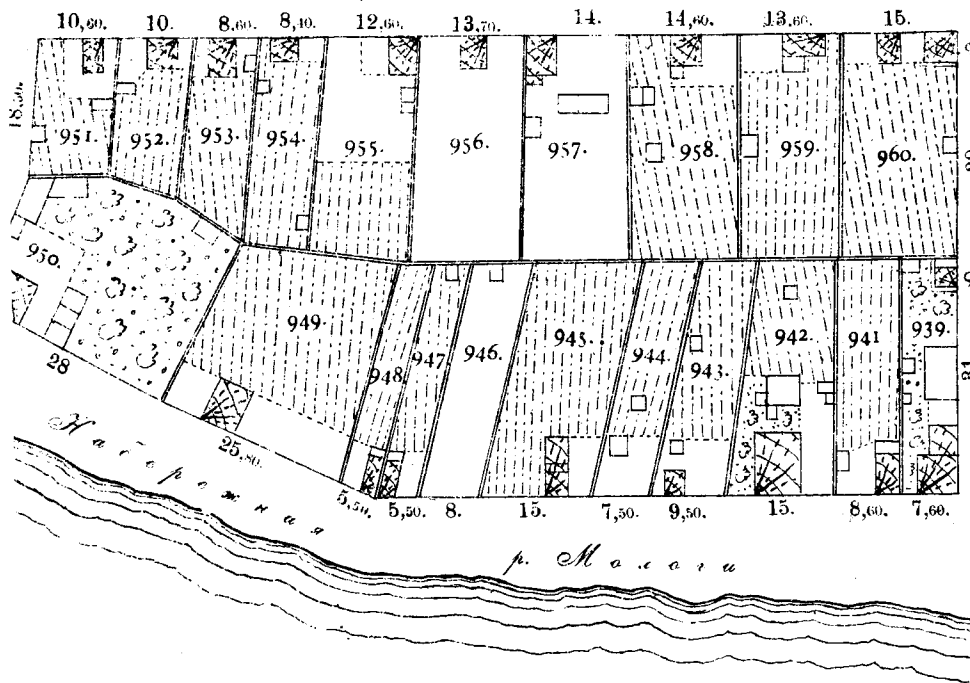 10,60. 10. 8,60. 8,40. 12,60. 13,70. 14. 14,60. 13,60. 15.
951. 952. 953. 954. 955. 956. 957. 958. 959. 960.
950. 949. 948. 947. 946. 945. 944. 943. 942. 941 939.
28
25,80.
5,50. 5,50. 8. 15. 7,50. 9,50. 15. 8,60. 7,60.
Набережная
р. Мологи